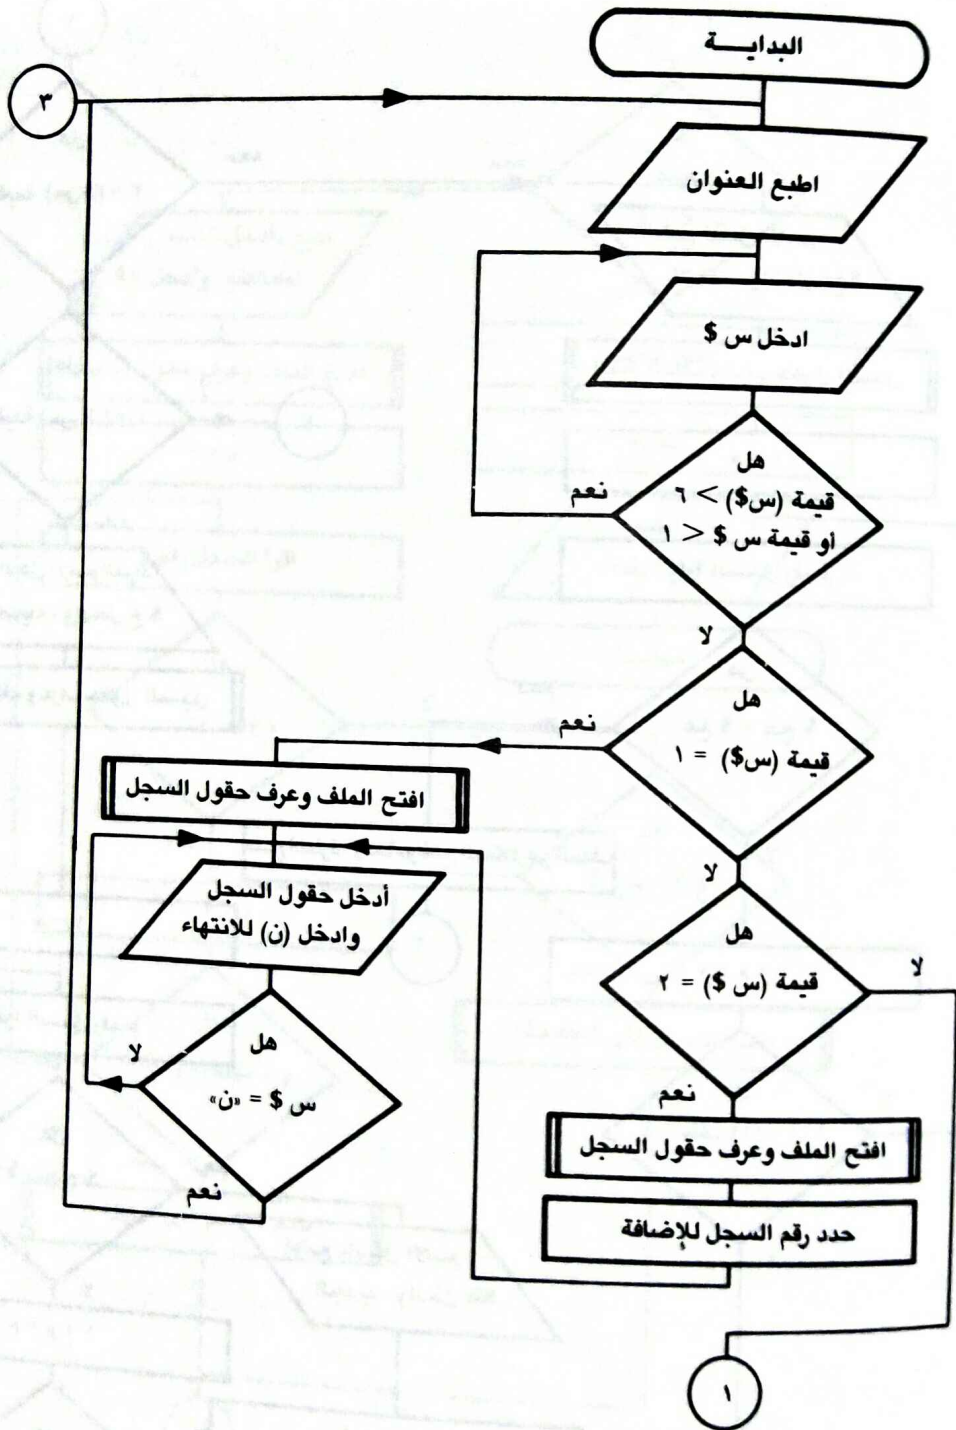 البدايـــة
٣
اطبع العنوان
ادخل س $
هل
قيمة (س$) > ٦
أو قيمة س $ < ١
نعم
لا
هل
قيمة (س$) = ١
نعم
لا
افتح الملف وعرف حقول السجل
أدخل حقول السجل
وادخل (ن) للانتهاء
هل
س $ = «ن»
لا
نعم
هل
قيمة (س $) = ٢
لا
نعم
افتح الملف وعرف حقول السجل
حدد رقم السجل للإضافة
١